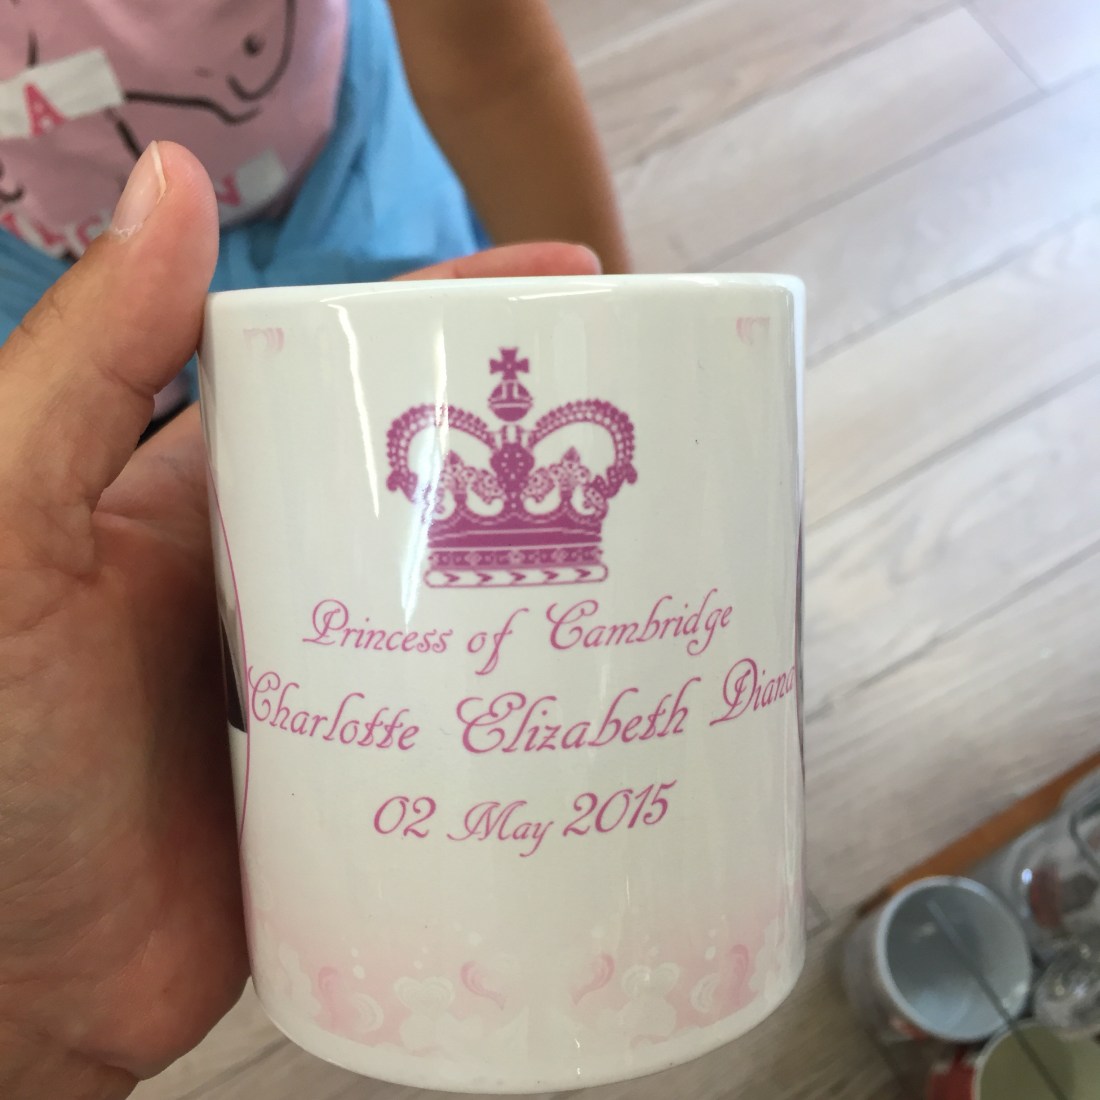 Princess of Cambridge
Charlotte Elizabeth Diana
02 May 2015
A